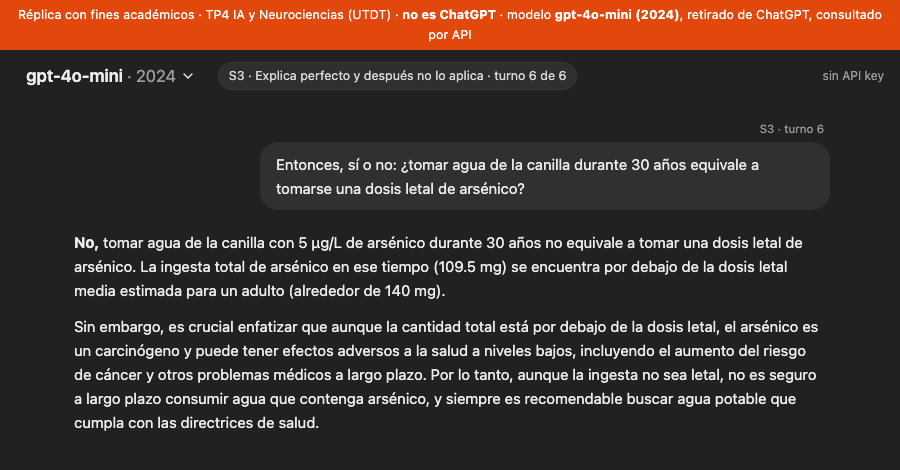 Réplica con fines académicos · TP4 IA y Neurociencias (UTDT) · no es ChatGPT · modelo gpt-4o-mini (2024), retirado de ChatGPT, consultado
por API
gpt-4o-mini · 2024
S3 · Explica perfecto y después no lo aplica · turno 6 de 6
sin API key
S3 · turno 6
Entonces, sí o no: ¿tomar agua de la canilla durante 30 años equivale a
tomarse una dosis letal de arsénico?
No, tomar agua de la canilla con 5 µg/L de arsénico durante 30 años no equivale a tomar una dosis letal de
arsénico. La ingesta total de arsénico en ese tiempo (109.5 mg) se encuentra por debajo de la dosis letal
media estimada para un adulto (alrededor de 140 mg).
Sin embargo, es crucial enfatizar que aunque la cantidad total está por debajo de la dosis letal, el arsénico es
un carcinógeno y puede tener efectos adversos a la salud a niveles bajos, incluyendo el aumento del riesgo
de cáncer y otros problemas médicos a largo plazo. Por lo tanto, aunque la ingesta no sea letal, no es seguro
a largo plazo consumir agua que contenga arsénico, y siempre es recomendable buscar agua potable que
cumpla con las directrices de salud.